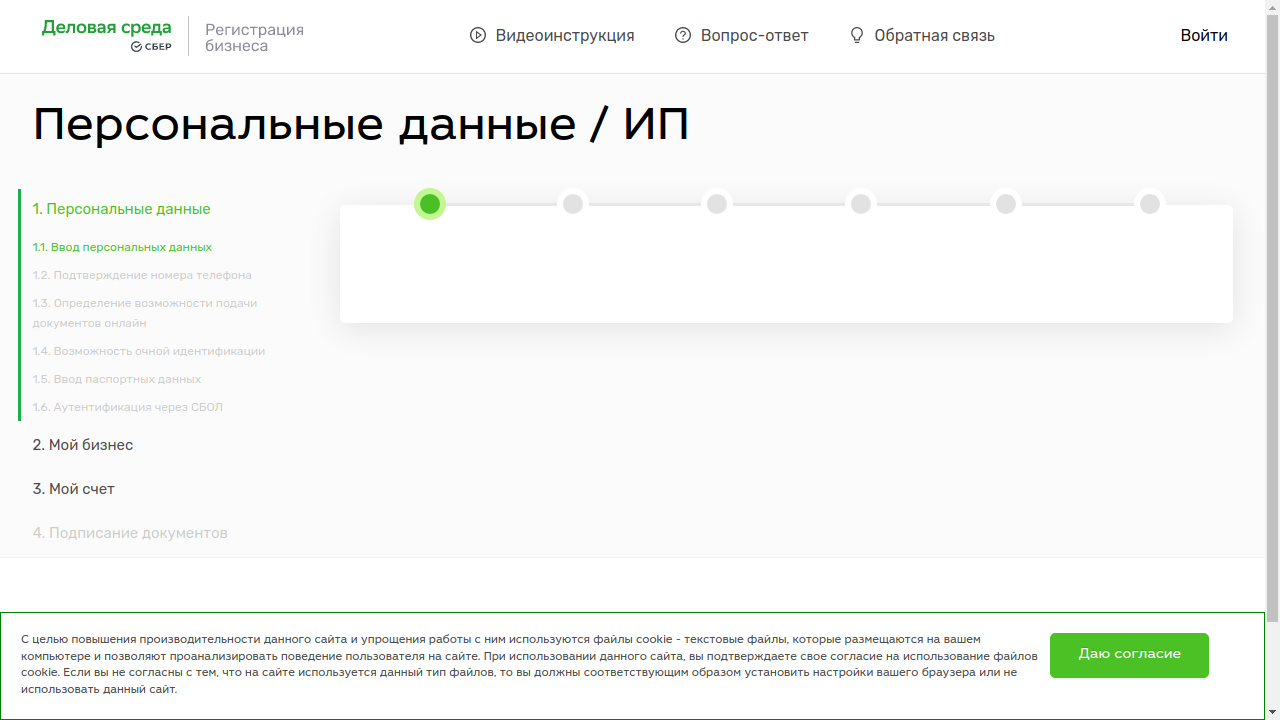 Деловая среда
СБЕР
Регистрация
бизнеса
Видеоинструкция
Вопрос-ответ
Обратная связь
Войти
Персональные данные / ИП
1. Персональные данные
1.1. Ввод персональных данных
1.2. Подтверждение номера телефона
1.3. Определение возможности подачи
документов онлайн
1.4. Возможность очной идентификации
1.5. Ввод паспортных данных
1.6. Аутентификация через СБОЛ
2. Мой бизнес
3. Мой счет
4. Подписание документов
С целью повышения производительности данного сайта и упрощения работы с ним используются файлы cookie - текстовые файлы, которые размещаются на вашем
компьютере и позволяют проанализировать поведение пользователя на сайте. При использовании данного сайта, вы подтверждаете свое согласие на использование файлов
cookie. Если вы не согласны с тем, что на сайте используется данный тип файлов, то вы должны соответствующим образом установить настройки вашего браузера или не
использовать данный сайт.
Даю согласие